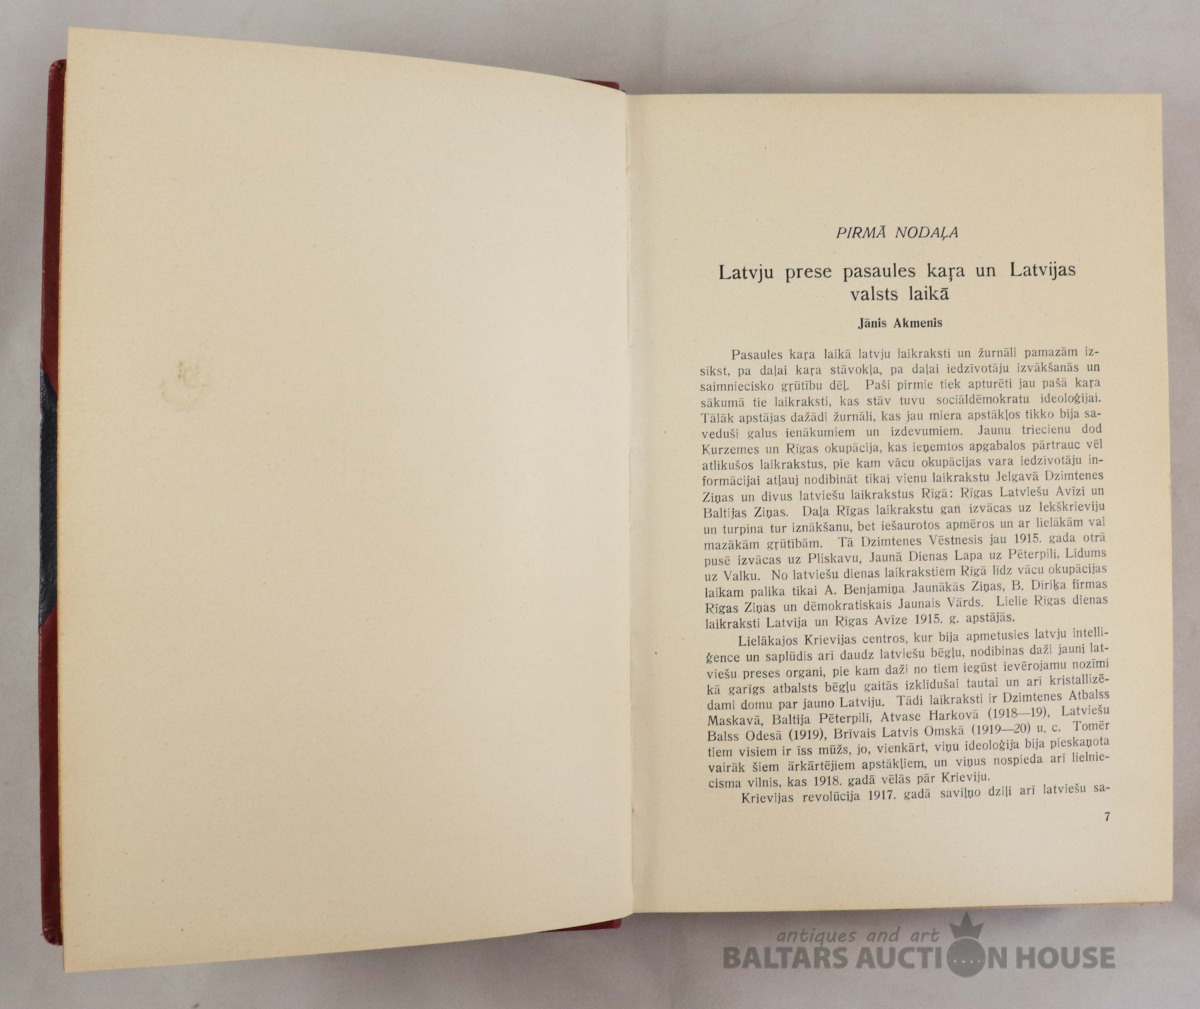 PIRMĀ NODAĻA
Latvju prese pasaules kaŗa un Latvijas
valsts laikā
Jānis Akmenis
Pasaules kaŗa laikā latvju laikraksti un žurnāli pamazām iz-
sīkst, pa daļai kaŗa stāvokļa, pa daļai iedzīvotāju izvākšanās un
saimniecisko gŗūtību dēļ. Paši pirmie tiek apturēti jau pašā kaŗa
sākumā tie laikraksti, kas stāv tuvu sociāldēmokratu ideoloģijai.
Tālāk apstājas dažādi žurnāli, kas jau miera apstākļos tikko bija sa-
veduši galus ienākumiem un izdevumiem. Jaunu triecienu dod
Kurzemes un Rīgas okupācija, kas ieņemtos apgabalos pārtrauc vēl
atlikušos laikrakstus, pie kam vācu okupācijas vara iedzīvotāju in-
formācijai atļauj nodibināt tikai vienu laikrakstu Jelgavā Dzimtenes
Ziņas un divus latviešu laikrakstus Rīgā: Rīgas Latviešu Avīzi un
Baltijas Ziņas. Daļa Rīgas laikrakstu gan izvācas uz Iekškrieviju
un turpina tur iznākšanu, bet iešaurotos apmēros un ar lielākām vai
mazākām gŗūtībām. Tā Dzimtenes Vēstnesis jau 1915. gada otrā
pusē izvācas uz Pliskavu, Jaunā Dienas Lapa uz Pēterpili, Līdums
uz Valku. No latviešu dienas laikrakstiem Rīgā līdz vācu okupācijas
laikam palika tikai A. Benjamiņa Jaunākās Ziņas, B. Dīriķa firmas
Rīgas Ziņas un dēmokratiskais Jaunais Vārds. Lielie Rīgas dienas
laikraksti Latvija un Rīgas Avīze 1915. g. apstājās.
Lielākajos Krievijas centros, kur bija apmetusies latvju intelli-
ģence un saplūdis arī daudz latviešu bēgļu, nodibinas daži jauni lat-
viešu preses organi, pie kam daži no tiem iegūst ievērojamu nozīmi
kā garīgs atbalsts bēgļu gaitās izklīdušai tautai un arī kristallizē-
dami domu par jauno Latviju. Tādi laikraksti ir Dzimtenes Atbalss
Maskavā, Baltija Pēterpilī, Atvase Harkovā (1918—19), Latviešu
Balss Odesā (1919), Brīvais Latvis Omskā (1919—20) u. c. Tomēr
tiem visiem ir īss mūžs, jo, vienkārt, viņu ideoloģija bija pieskaņota
vairāk šiem ārkārtējiem apstākļiem, un viņus nospieda arī lielnie-
cisma vilnis, kas 1918. gadā vēlās pār Krieviju.
Krievijas revolūcija 1917. gadā saviļņo dziļi arī latviešu sa-
7
antiques and art
BALTARS AUCTION HOUSE